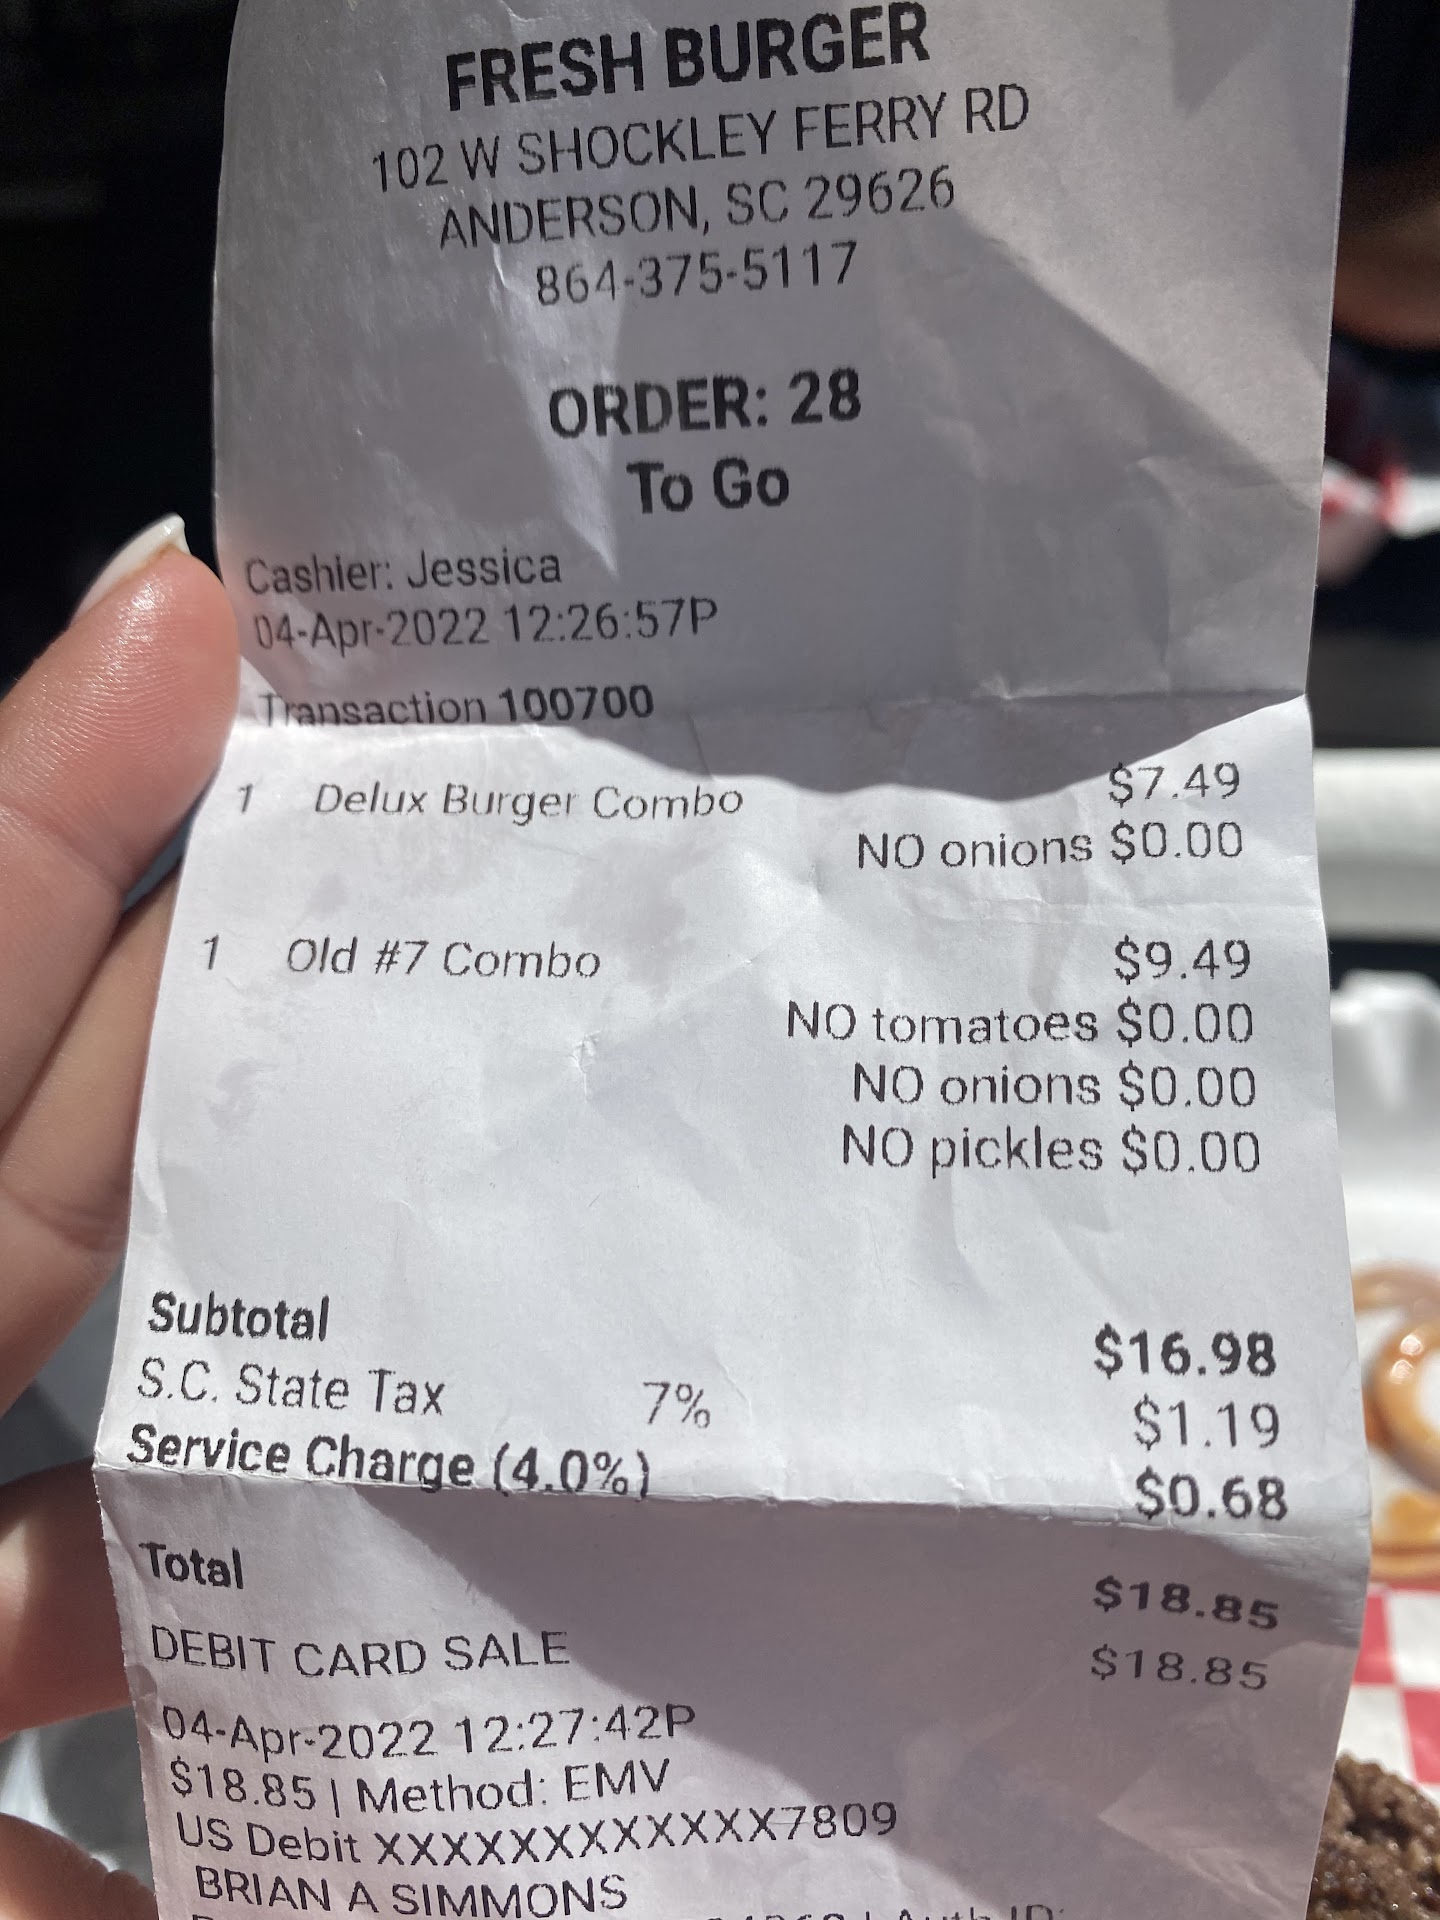 FRESH BURGER
102 W SHOCKLEY FERRY RD
ANDERSON, SC 29626
864-375-5117
ORDER: 28
To Go
Cashier: Jessica
04-Apr-2022 12:26:57P
Transaction 100700
1 Delux Burger Combo $7.49
NO onions $0.00
1 Old #7 Combo $9.49
NO tomatoes $0.00
NO onions $0.00
NO pickles $0.00
Subtotal $16.98
S.C. State Tax 7% $1.19
Service Charge (4.0%) $0.68
Total $18.85
DEBIT CARD SALE $18.85
04-Apr-2022 12:27:42P
$18.85 | Method: EMV
US Debit XXXXXXXXXXXX7809
BRIAN A SIMMONS